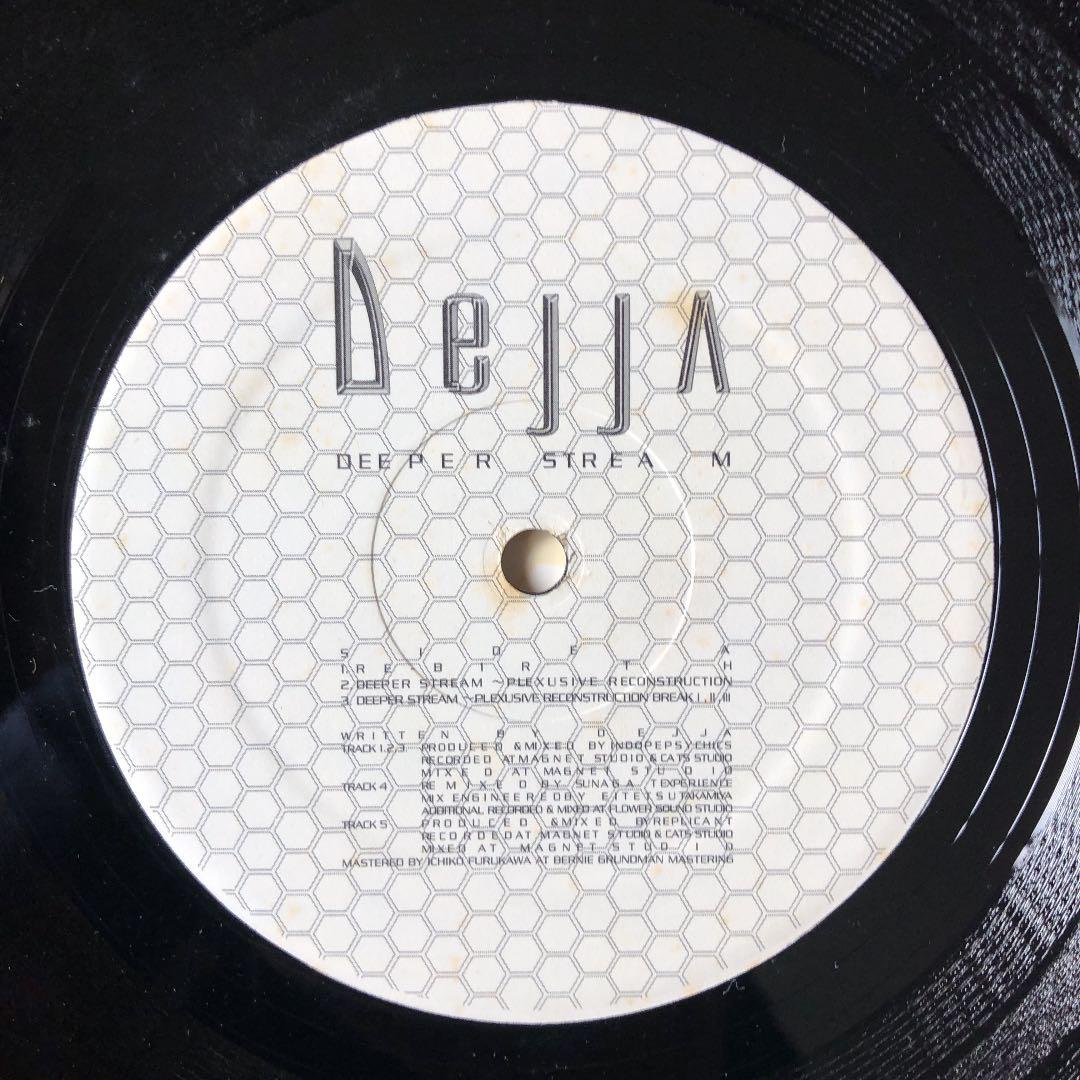 Dejja
DEEPER STREAM
SIDE A
1. REBIRTH
2. DEEPER STREAM ~PLEXUSIVE RECONSTRUCTION
3. DEEPER STREAM ~PLEXUSIVE RECONSTRUCTION BREAK I, II, III
WRITTEN BY DEJJA
TRACK 1.2.3. PRODUCED & MIXED BY INDOPEPSYCHICS
RECORDED AT MAGNET STUDIO & CATS STUDIO
MIXED AT MAGNET STUDIO
TRACK 4 REMIXED BY SUNAGA T EXPERIENCE
MIX ENGINEERED BY EITETSU TAKAMIYA
ADDITIONAL RECORDED & MIXED AT FLOWER SOUND STUDIO
TRACK 5 PRODUCED & MIXED BY REPLICANT
RECORDED AT MAGNET STUDIO & CATS STUDIO
MIXED AT MAGNET STUDIO
MASTERED BY ICHIKO FURUKAWA AT BERNIE GRUNDMAN MASTERING